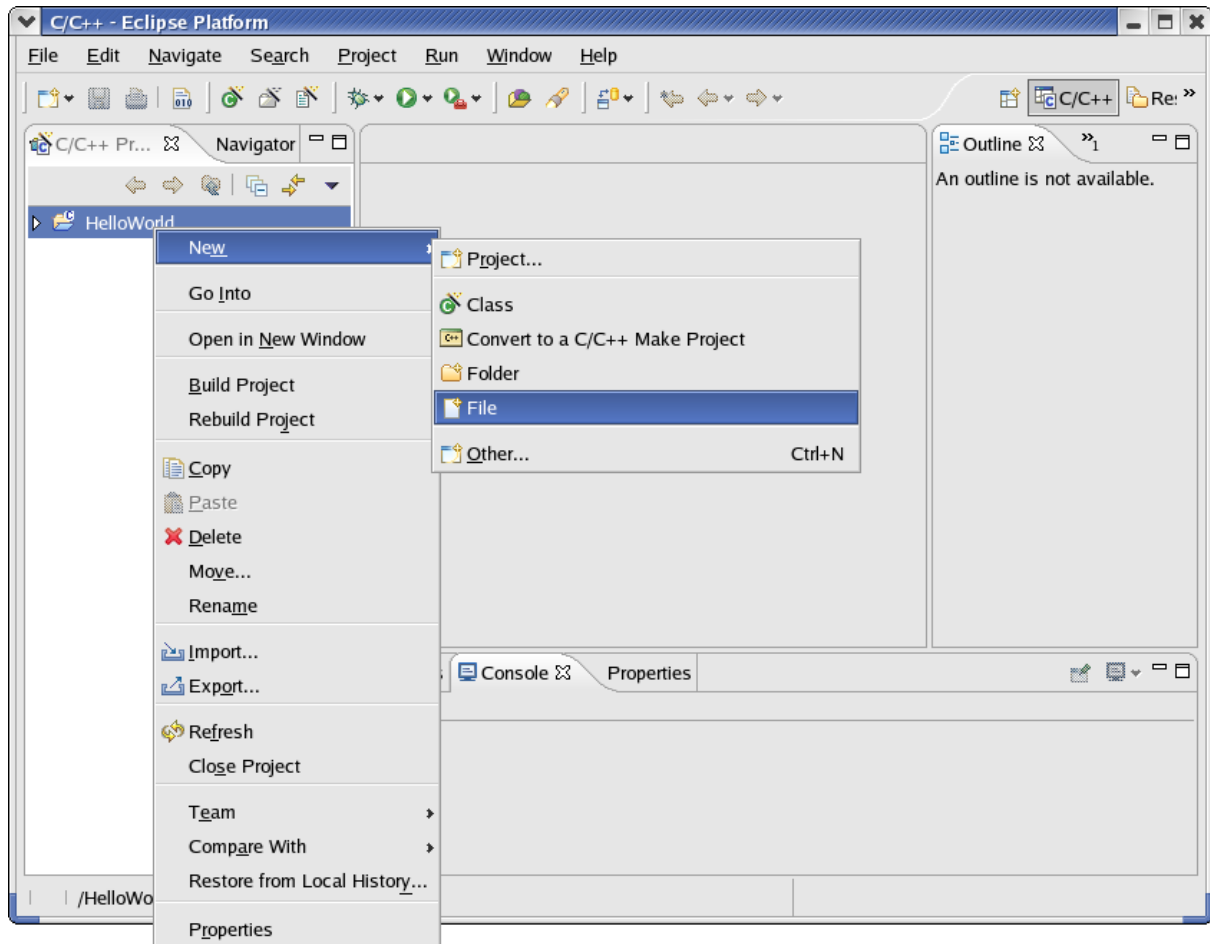 C/C++ - Eclipse Platform
File Edit Navigate Search Project Run Window Help
010
C/C++ Re: »
C/C++ Pr... Navigator
Outline »1
An outline is not available.
HelloWorld
New
Go Into
Open in New Window
Build Project
Rebuild Project
Copy
Paste
Delete
Move...
Rename
Import...
Export...
Refresh
Close Project
Team
Compare With
Restore from Local History...
Properties
Project...
Class
Convert to a C/C++ Make Project
Folder
File
Other... Ctrl+N
Console Properties
/HelloWo